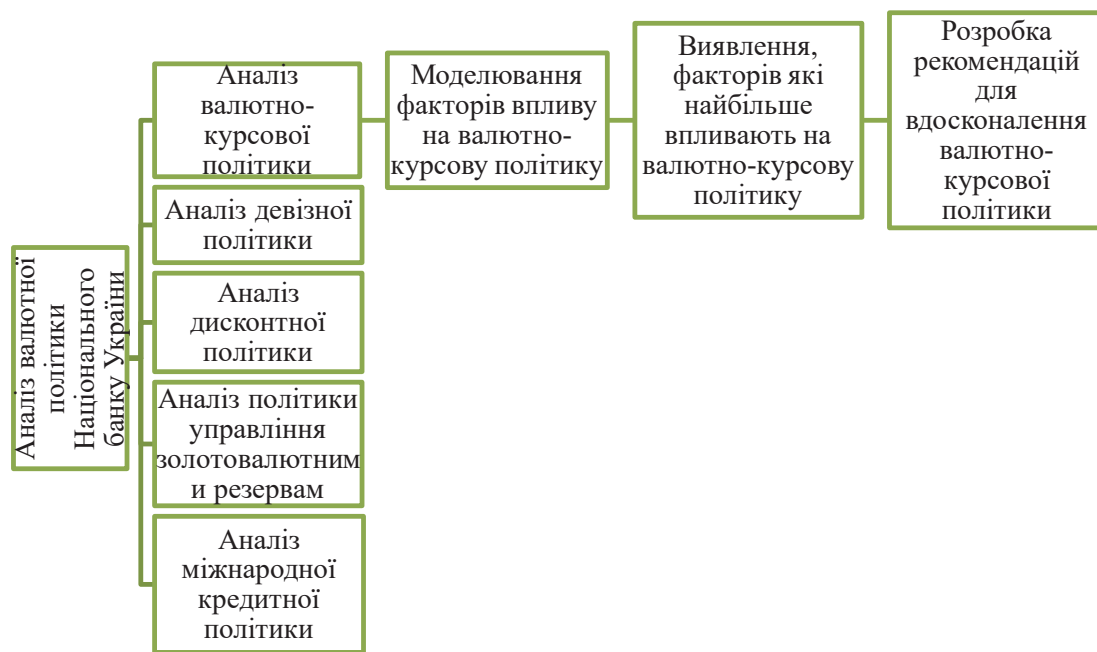 Аналіз валютної
політики
Національного
банку України
Аналіз
валютно-
курсової
політики
Моделювання
факторів впливу
на валютно-
курсову політику
Виявлення,
факторів які
найбільше
впливають на
валютно-курсову
політику
Розробка
рекомендацій
для
вдосконалення
валютно-
курсової
політики
Аналіз девізної
політики
Аналіз
дисконтної
політики
Аналіз політики
управління
золотовалютним
и резервам
Аналіз
міжнародної
кредитної
політики